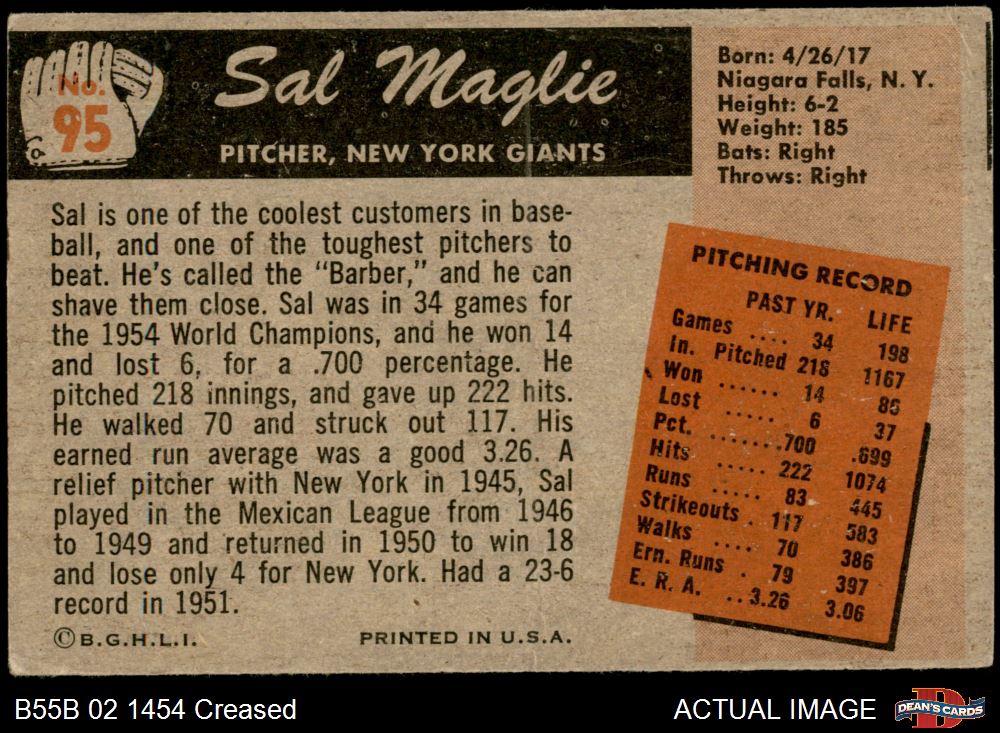 No.
95
Sal Maglie
PITCHER, NEW YORK GIANTS
Born: 4/26/17
Niagara Falls, N. Y.
Height: 6-2
Weight: 185
Bats: Right
Throws: Right
Sal is one of the coolest customers in base-
ball, and one of the toughest pitchers to
beat. He's called the "Barber," and he can
shave them close. Sal was in 34 games for
the 1954 World Champions, and he won 14
and lost 6, for a .700 percentage. He
pitched 218 innings, and gave up 222 hits.
He walked 70 and struck out 117. His
earned run average was a good 3.26. A
relief pitcher with New York in 1945, Sal
played in the Mexican League from 1946
to 1949 and returned in 1950 to win 18
and lose only 4 for New York. Had a 23-6
record in 1951.
©B.G.H.L.I. PRINTED IN U.S.A.
PITCHING RECORD
PAST YR. LIFE
Games .... 34 198
In. Pitched 218 1167
Won ...... 14 86
Lost ..... 6 37
Pct. .......700 .699
Hits ..... 222 1074
Runs ..... 83 445
Strikeouts . 117 583
Walks .... 70 386
Ern. Runs . 79 397
E. R. A. ..3.26 3.06
B55B 02 1454 Creased
ACTUAL IMAGE
D
DEAN'S CARDS